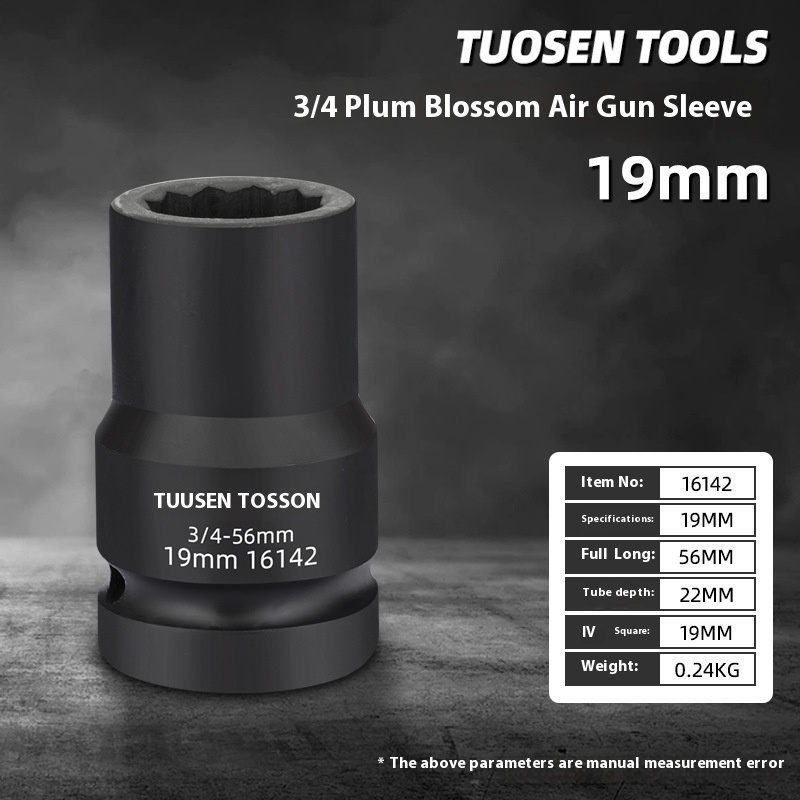 TUOSEN TOOLS
3/4 Plum Blossom Air Gun Sleeve
19mm
TUUSEN TOSSON
3/4-56mm
19mm 16142
Item No: 16142
Specifications: 19MM
Full Long: 56MM
Tube depth: 22MM
IV Square: 19MM
Weight: 0.24KG
* The above parameters are manual measurement error